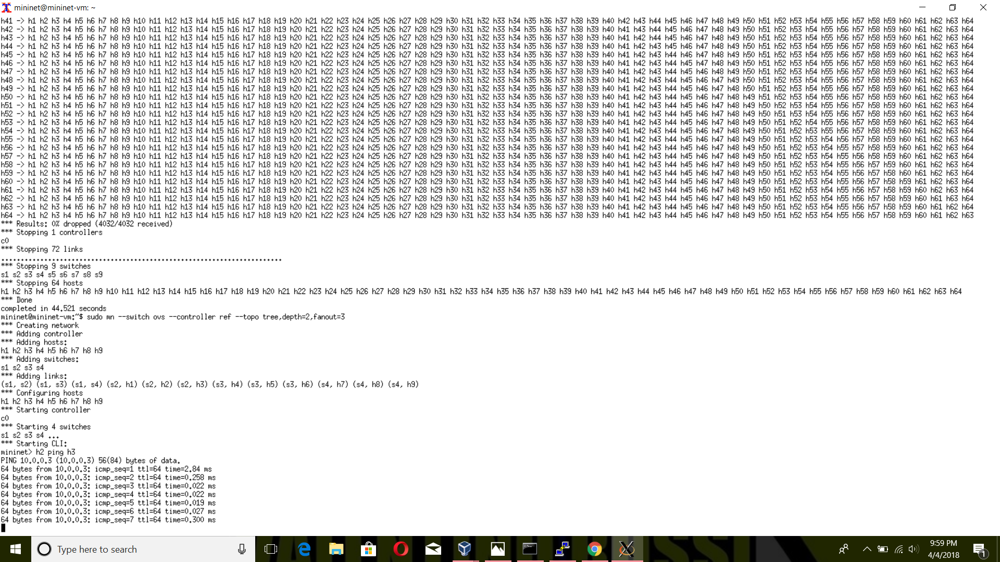 mininet@mininet-vm: ~
h41 -> h1 h2 h3 h4 h5 h6 h7 h8 h9 h10 h11 h12 h13 h14 h15 h16 h17 h18 h19 h20 h21 h22 h23 h24 h25 h26 h27 h28 h29 h30 h31 h32 h33 h34 h35 h36 h37 h38 h39 h40 h42 h43 h44 h45 h46 h47 h48 h49 h50 h51 h52 h53 h54 h55 h56 h57 h58 h59 h60 h61 h62 h63 h64
h42 -> h1 h2 h3 h4 h5 h6 h7 h8 h9 h10 h11 h12 h13 h14 h15 h16 h17 h18 h19 h20 h21 h22 h23 h24 h25 h26 h27 h28 h29 h30 h31 h32 h33 h34 h35 h36 h37 h38 h39 h40 h41 h43 h44 h45 h46 h47 h48 h49 h50 h51 h52 h53 h54 h55 h56 h57 h58 h59 h60 h61 h62 h63 h64
h43 -> h1 h2 h3 h4 h5 h6 h7 h8 h9 h10 h11 h12 h13 h14 h15 h16 h17 h18 h19 h20 h21 h22 h23 h24 h25 h26 h27 h28 h29 h30 h31 h32 h33 h34 h35 h36 h37 h38 h39 h40 h41 h42 h44 h45 h46 h47 h48 h49 h50 h51 h52 h53 h54 h55 h56 h57 h58 h59 h60 h61 h62 h63 h64
h44 -> h1 h2 h3 h4 h5 h6 h7 h8 h9 h10 h11 h12 h13 h14 h15 h16 h17 h18 h19 h20 h21 h22 h23 h24 h25 h26 h27 h28 h29 h30 h31 h32 h33 h34 h35 h36 h37 h38 h39 h40 h41 h42 h43 h45 h46 h47 h48 h49 h50 h51 h52 h53 h54 h55 h56 h57 h58 h59 h60 h61 h62 h63 h64
h45 -> h1 h2 h3 h4 h5 h6 h7 h8 h9 h10 h11 h12 h13 h14 h15 h16 h17 h18 h19 h20 h21 h22 h23 h24 h25 h26 h27 h28 h29 h30 h31 h32 h33 h34 h35 h36 h37 h38 h39 h40 h41 h42 h43 h44 h46 h47 h48 h49 h50 h51 h52 h53 h54 h55 h56 h57 h58 h59 h60 h61 h62 h63 h64
h46 -> h1 h2 h3 h4 h5 h6 h7 h8 h9 h10 h11 h12 h13 h14 h15 h16 h17 h18 h19 h20 h21 h22 h23 h24 h25 h26 h27 h28 h29 h30 h31 h32 h33 h34 h35 h36 h37 h38 h39 h40 h41 h42 h43 h44 h45 h47 h48 h49 h50 h51 h52 h53 h54 h55 h56 h57 h58 h59 h60 h61 h62 h63 h64
h47 -> h1 h2 h3 h4 h5 h6 h7 h8 h9 h10 h11 h12 h13 h14 h15 h16 h17 h18 h19 h20 h21 h22 h23 h24 h25 h26 h27 h28 h29 h30 h31 h32 h33 h34 h35 h36 h37 h38 h39 h40 h41 h42 h43 h44 h45 h46 h48 h49 h50 h51 h52 h53 h54 h55 h56 h57 h58 h59 h60 h61 h62 h63 h64
h48 -> h1 h2 h3 h4 h5 h6 h7 h8 h9 h10 h11 h12 h13 h14 h15 h16 h17 h18 h19 h20 h21 h22 h23 h24 h25 h26 h27 h28 h29 h30 h31 h32 h33 h34 h35 h36 h37 h38 h39 h40 h41 h42 h43 h44 h45 h46 h47 h49 h50 h51 h52 h53 h54 h55 h56 h57 h58 h59 h60 h61 h62 h63 h64
h49 -> h1 h2 h3 h4 h5 h6 h7 h8 h9 h10 h11 h12 h13 h14 h15 h16 h17 h18 h19 h20 h21 h22 h23 h24 h25 h26 h27 h28 h29 h30 h31 h32 h33 h34 h35 h36 h37 h38 h39 h40 h41 h42 h43 h44 h45 h46 h47 h48 h50 h51 h52 h53 h54 h55 h56 h57 h58 h59 h60 h61 h62 h63 h64
h50 -> h1 h2 h3 h4 h5 h6 h7 h8 h9 h10 h11 h12 h13 h14 h15 h16 h17 h18 h19 h20 h21 h22 h23 h24 h25 h26 h27 h28 h29 h30 h31 h32 h33 h34 h35 h36 h37 h38 h39 h40 h41 h42 h43 h44 h45 h46 h47 h48 h49 h51 h52 h53 h54 h55 h56 h57 h58 h59 h60 h61 h62 h63 h64
h51 -> h1 h2 h3 h4 h5 h6 h7 h8 h9 h10 h11 h12 h13 h14 h15 h16 h17 h18 h19 h20 h21 h22 h23 h24 h25 h26 h27 h28 h29 h30 h31 h32 h33 h34 h35 h36 h37 h38 h39 h40 h41 h42 h43 h44 h45 h46 h47 h48 h49 h50 h52 h53 h54 h55 h56 h57 h58 h59 h60 h61 h62 h63 h64
h52 -> h1 h2 h3 h4 h5 h6 h7 h8 h9 h10 h11 h12 h13 h14 h15 h16 h17 h18 h19 h20 h21 h22 h23 h24 h25 h26 h27 h28 h29 h30 h31 h32 h33 h34 h35 h36 h37 h38 h39 h40 h41 h42 h43 h44 h45 h46 h47 h48 h49 h50 h51 h53 h54 h55 h56 h57 h58 h59 h60 h61 h62 h63 h64
h53 -> h1 h2 h3 h4 h5 h6 h7 h8 h9 h10 h11 h12 h13 h14 h15 h16 h17 h18 h19 h20 h21 h22 h23 h24 h25 h26 h27 h28 h29 h30 h31 h32 h33 h34 h35 h36 h37 h38 h39 h40 h41 h42 h43 h44 h45 h46 h47 h48 h49 h50 h51 h52 h54 h55 h56 h57 h58 h59 h60 h61 h62 h63 h64
h54 -> h1 h2 h3 h4 h5 h6 h7 h8 h9 h10 h11 h12 h13 h14 h15 h16 h17 h18 h19 h20 h21 h22 h23 h24 h25 h26 h27 h28 h29 h30 h31 h32 h33 h34 h35 h36 h37 h38 h39 h40 h41 h42 h43 h44 h45 h46 h47 h48 h49 h50 h51 h52 h53 h55 h56 h57 h58 h59 h60 h61 h62 h63 h64
h55 -> h1 h2 h3 h4 h5 h6 h7 h8 h9 h10 h11 h12 h13 h14 h15 h16 h17 h18 h19 h20 h21 h22 h23 h24 h25 h26 h27 h28 h29 h30 h31 h32 h33 h34 h35 h36 h37 h38 h39 h40 h41 h42 h43 h44 h45 h46 h47 h48 h49 h50 h51 h52 h53 h54 h56 h57 h58 h59 h60 h61 h62 h63 h64
h56 -> h1 h2 h3 h4 h5 h6 h7 h8 h9 h10 h11 h12 h13 h14 h15 h16 h17 h18 h19 h20 h21 h22 h23 h24 h25 h26 h27 h28 h29 h30 h31 h32 h33 h34 h35 h36 h37 h38 h39 h40 h41 h42 h43 h44 h45 h46 h47 h48 h49 h50 h51 h52 h53 h54 h55 h57 h58 h59 h60 h61 h62 h63 h64
h57 -> h1 h2 h3 h4 h5 h6 h7 h8 h9 h10 h11 h12 h13 h14 h15 h16 h17 h18 h19 h20 h21 h22 h23 h24 h25 h26 h27 h28 h29 h30 h31 h32 h33 h34 h35 h36 h37 h38 h39 h40 h41 h42 h43 h44 h45 h46 h47 h48 h49 h50 h51 h52 h53 h54 h55 h56 h58 h59 h60 h61 h62 h63 h64
h58 -> h1 h2 h3 h4 h5 h6 h7 h8 h9 h10 h11 h12 h13 h14 h15 h16 h17 h18 h19 h20 h21 h22 h23 h24 h25 h26 h27 h28 h29 h30 h31 h32 h33 h34 h35 h36 h37 h38 h39 h40 h41 h42 h43 h44 h45 h46 h47 h48 h49 h50 h51 h52 h53 h54 h55 h56 h57 h59 h60 h61 h62 h63 h64
h59 -> h1 h2 h3 h4 h5 h6 h7 h8 h9 h10 h11 h12 h13 h14 h15 h16 h17 h18 h19 h20 h21 h22 h23 h24 h25 h26 h27 h28 h29 h30 h31 h32 h33 h34 h35 h36 h37 h38 h39 h40 h41 h42 h43 h44 h45 h46 h47 h48 h49 h50 h51 h52 h53 h54 h55 h56 h57 h58 h60 h61 h62 h63 h64
h60 -> h1 h2 h3 h4 h5 h6 h7 h8 h9 h10 h11 h12 h13 h14 h15 h16 h17 h18 h19 h20 h21 h22 h23 h24 h25 h26 h27 h28 h29 h30 h31 h32 h33 h34 h35 h36 h37 h38 h39 h40 h41 h42 h43 h44 h45 h46 h47 h48 h49 h50 h51 h52 h53 h54 h55 h56 h57 h58 h59 h61 h62 h63 h64
h61 -> h1 h2 h3 h4 h5 h6 h7 h8 h9 h10 h11 h12 h13 h14 h15 h16 h17 h18 h19 h20 h21 h22 h23 h24 h25 h26 h27 h28 h29 h30 h31 h32 h33 h34 h35 h36 h37 h38 h39 h40 h41 h42 h43 h44 h45 h46 h47 h48 h49 h50 h51 h52 h53 h54 h55 h56 h57 h58 h59 h60 h62 h63 h64
h62 -> h1 h2 h3 h4 h5 h6 h7 h8 h9 h10 h11 h12 h13 h14 h15 h16 h17 h18 h19 h20 h21 h22 h23 h24 h25 h26 h27 h28 h29 h30 h31 h32 h33 h34 h35 h36 h37 h38 h39 h40 h41 h42 h43 h44 h45 h46 h47 h48 h49 h50 h51 h52 h53 h54 h55 h56 h57 h58 h59 h60 h61 h63 h64
h63 -> h1 h2 h3 h4 h5 h6 h7 h8 h9 h10 h11 h12 h13 h14 h15 h16 h17 h18 h19 h20 h21 h22 h23 h24 h25 h26 h27 h28 h29 h30 h31 h32 h33 h34 h35 h36 h37 h38 h39 h40 h41 h42 h43 h44 h45 h46 h47 h48 h49 h50 h51 h52 h53 h54 h55 h56 h57 h58 h59 h60 h61 h62 h64
h64 -> h1 h2 h3 h4 h5 h6 h7 h8 h9 h10 h11 h12 h13 h14 h15 h16 h17 h18 h19 h20 h21 h22 h23 h24 h25 h26 h27 h28 h29 h30 h31 h32 h33 h34 h35 h36 h37 h38 h39 h40 h41 h42 h43 h44 h45 h46 h47 h48 h49 h50 h51 h52 h53 h54 h55 h56 h57 h58 h59 h60 h61 h62 h63
*** Results: 0% dropped (4032/4032 received)
*** Stopping 1 controllers
c0
*** Stopping 72 links
........................................................................
*** Stopping 9 switches
s1 s2 s3 s4 s5 s6 s7 s8 s9
*** Stopping 64 hosts
h1 h2 h3 h4 h5 h6 h7 h8 h9 h10 h11 h12 h13 h14 h15 h16 h17 h18 h19 h20 h21 h22 h23 h24 h25 h26 h27 h28 h29 h30 h31 h32 h33 h34 h35 h36 h37 h38 h39 h40 h41 h42 h43 h44 h45 h46 h47 h48 h49 h50 h51 h52 h53 h54 h55 h56 h57 h58 h59 h60 h61 h62 h63 h64
*** Done
completed in 44.521 seconds
mininet@mininet-vm:~$ sudo mn --switch ovs --controller ref --topo tree,depth=2,fanout=3
*** Creating network
*** Adding controller
*** Adding hosts:
h1 h2 h3 h4 h5 h6 h7 h8 h9
*** Adding switches:
s1 s2 s3 s4
*** Adding links:
(s1, s2) (s1, s3) (s1, s4) (s2, h1) (s2, h2) (s2, h3) (s3, h4) (s3, h5) (s3, h6) (s4, h7) (s4, h8) (s4, h9)
*** Configuring hosts
h1 h2 h3 h4 h5 h6 h7 h8 h9
*** Starting controller
c0
*** Starting 4 switches
s1 s2 s3 s4 ...
*** Starting CLI:
mininet> h2 ping h3
PING 10.0.0.3 (10.0.0.3) 56(84) bytes of data.
64 bytes from 10.0.0.3: icmp_seq=1 ttl=64 time=2.84 ms
64 bytes from 10.0.0.3: icmp_seq=2 ttl=64 time=0.258 ms
64 bytes from 10.0.0.3: icmp_seq=3 ttl=64 time=0.022 ms
64 bytes from 10.0.0.3: icmp_seq=4 ttl=64 time=0.022 ms
64 bytes from 10.0.0.3: icmp_seq=5 ttl=64 time=0.019 ms
64 bytes from 10.0.0.3: icmp_seq=6 ttl=64 time=0.027 ms
64 bytes from 10.0.0.3: icmp_seq=7 ttl=64 time=0.300 ms
Type here to search
9:59 PM
4/4/2018
1